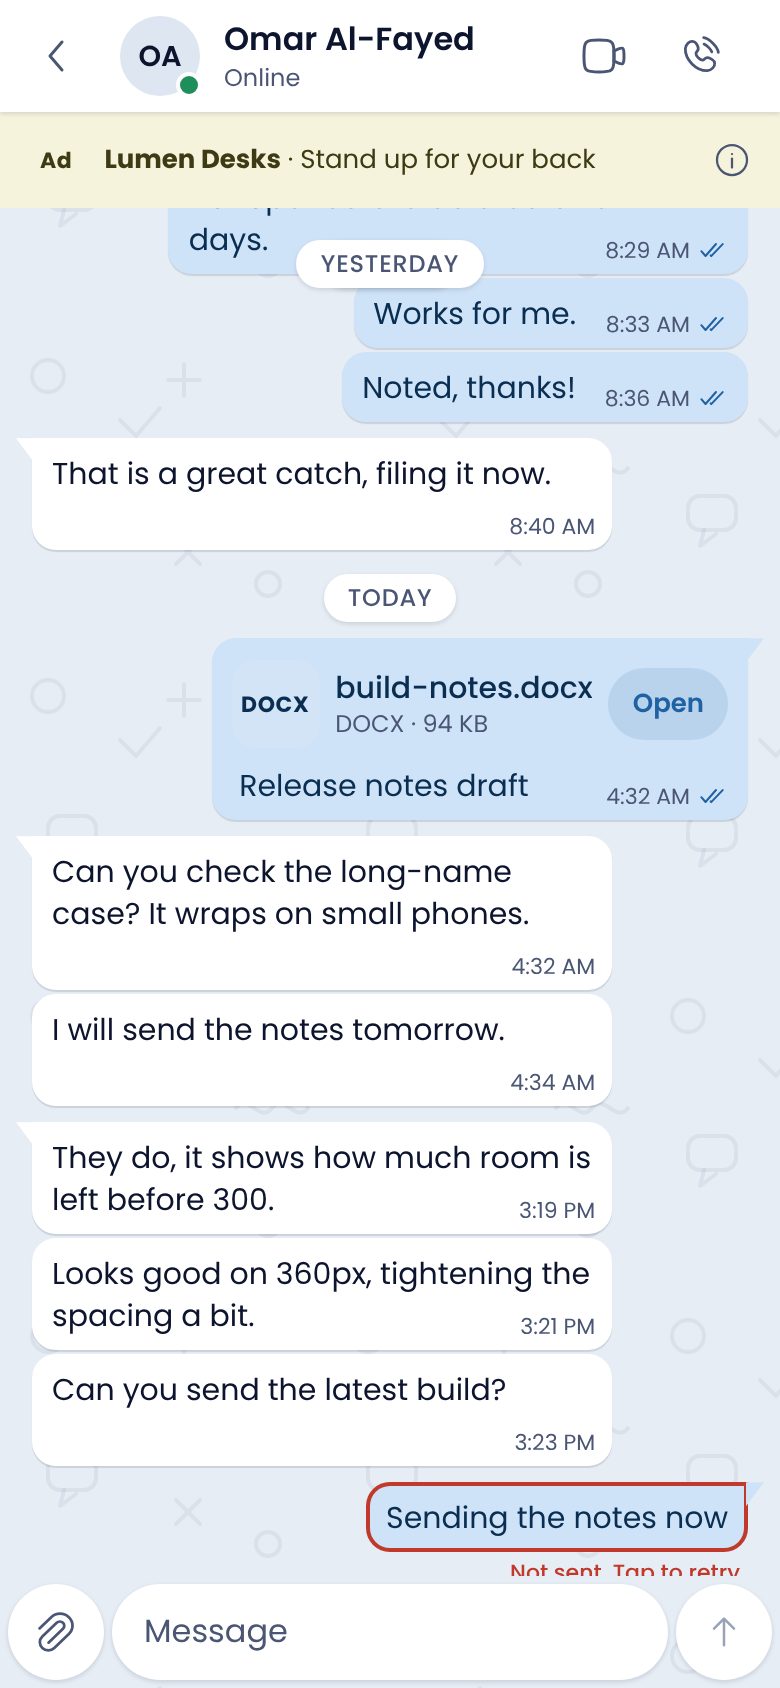 OA
Omar Al-Fayed
Online
Ad Lumen Desks · Stand up for your back
days.
8:29 AM
YESTERDAY
Works for me.
8:33 AM
Noted, thanks!
8:36 AM
That is a great catch, filing it now.
8:40 AM
TODAY
DOCX
build-notes.docx
DOCX · 94 KB
Open
Release notes draft
4:32 AM
Can you check the long-name
case? It wraps on small phones.
4:32 AM
I will send the notes tomorrow.
4:34 AM
They do, it shows how much room is
left before 300.
3:19 PM
Looks good on 360px, tightening the
spacing a bit.
3:21 PM
Can you send the latest build?
3:23 PM
Sending the notes now
Not sent. Tap to retry
Message